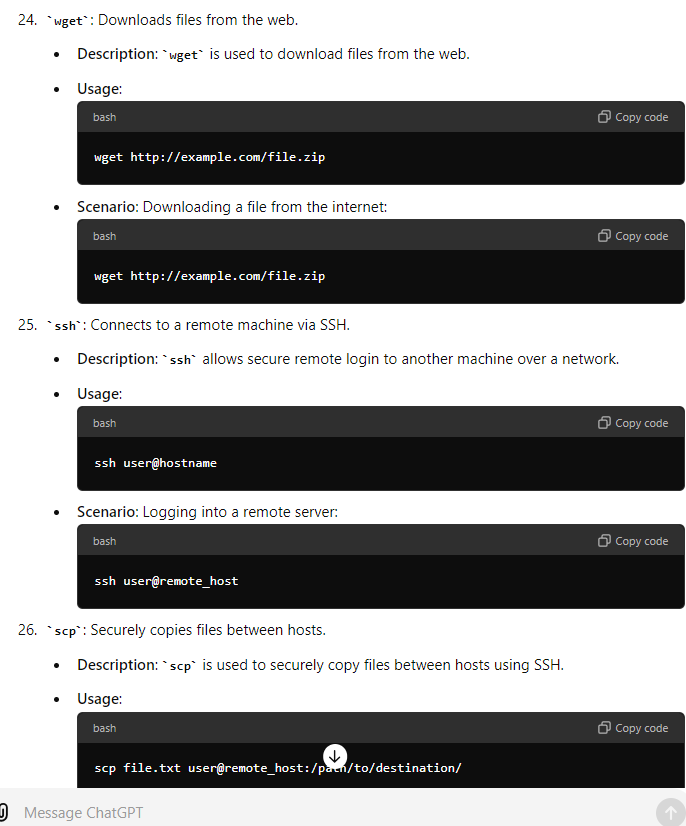 24. `wget`: Downloads files from the web.
• Description: `wget` is used to download files from the web.
• Usage:
bash Copy code
wget http://example.com/file.zip
• Scenario: Downloading a file from the internet:
bash Copy code
wget http://example.com/file.zip
25. `ssh`: Connects to a remote machine via SSH.
• Description: `ssh` allows secure remote login to another machine over a network.
• Usage:
bash Copy code
ssh user@hostname
• Scenario: Logging into a remote server:
bash Copy code
ssh user@remote_host
26. `scp`: Securely copies files between hosts.
• Description: `scp` is used to securely copy files between hosts using SSH.
• Usage:
bash Copy code
scp file.txt user@remote_host:/path/to/destination/
Message ChatGPT